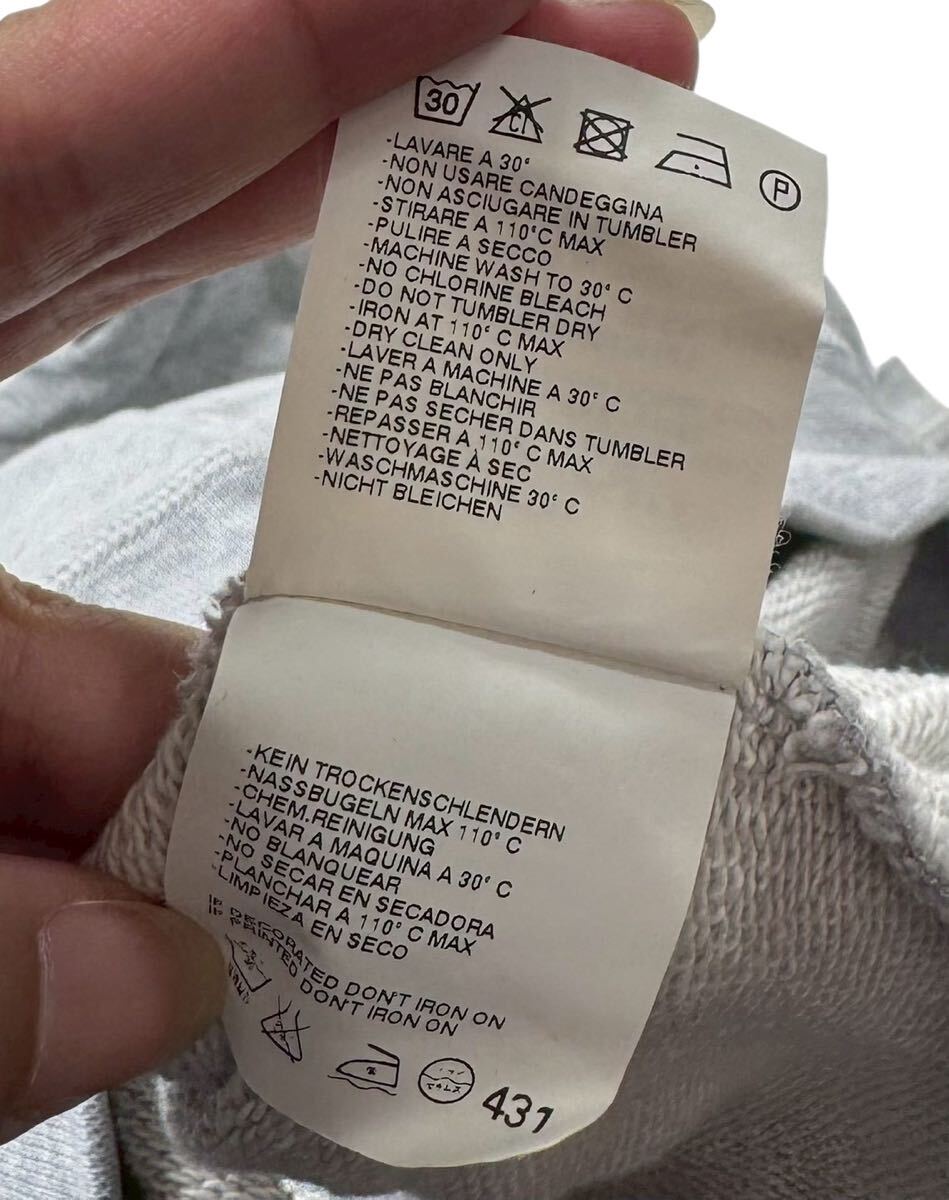 30 CL P
-LAVARE A 30°
-NON USARE CANDEGGINA
-NON ASCIUGARE IN TUMBLER
-STIRARE A 110°C MAX
-PULIRE A SECCO
-MACHINE WASH TO 30° C
-NO CHLORINE BLEACH
-DO NOT TUMBLER DRY
-IRON AT 110° C MAX
-DRY CLEAN ONLY
-LAVER A MACHINE A 30° C
-NE PAS BLANCHIR
-NE PAS SECHER DANS TUMBLER
-REPASSER A 110° C MAX
-NETTOYAGE À SEC
-WASCHMASCHINE 30° C
-NICHT BLEICHEN
-KEIN TROCKENSCHLENDERN
-NASSBUGELN MAX 110° C
-CHEM.REINIGUNG
-LAVAR A MAQUINA A 30° C
-NO BLANQUEAR
-NO SECAR EN SECADORA
-PLANCHAR A 110° C MAX
-LIMPIEZA EN SECO
IF DECORATED DON'T IRON ON
IF PRINTED DON'T IRON ON
431